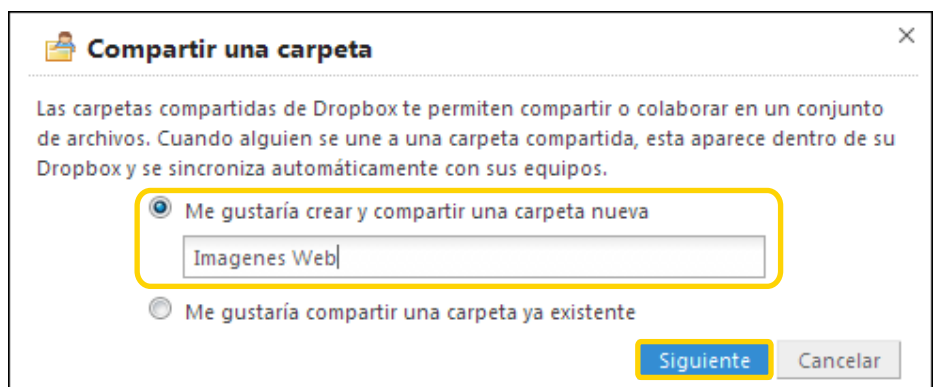 Compartir una carpeta
Las carpetas compartidas de Dropbox te permiten compartir o colaborar en un conjunto
de archivos. Cuando alguien se une a una carpeta compartida, esta aparece dentro de su
Dropbox y se sincroniza automáticamente con sus equipos.
Me gustaría crear y compartir una carpeta nueva
Imagenes Web
Me gustaría compartir una carpeta ya existente
Siguiente Cancelar